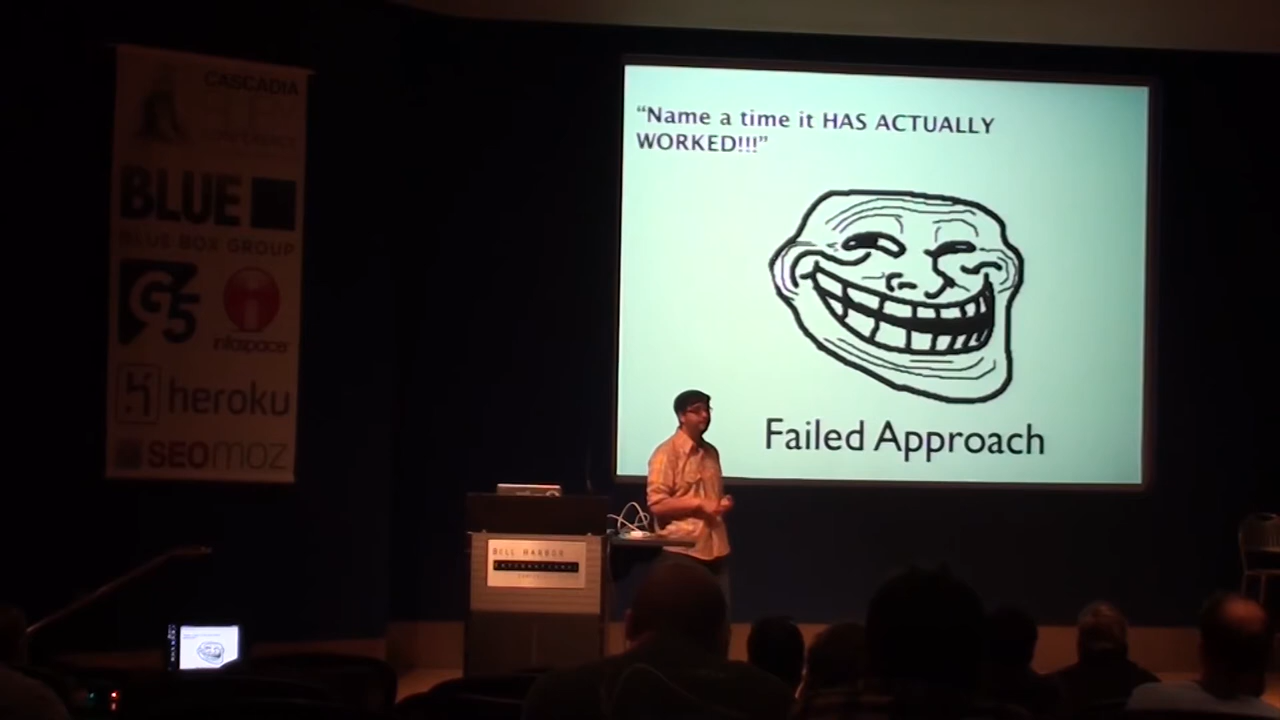 CASCADIA
BLUE
BLUE BOX GROUP
G5
infospace
heroku
SEOMOZ
"Name a time it HAS ACTUALLY
WORKED!!!"
Failed Approach
BELL HARBOR
INTERNATIONAL